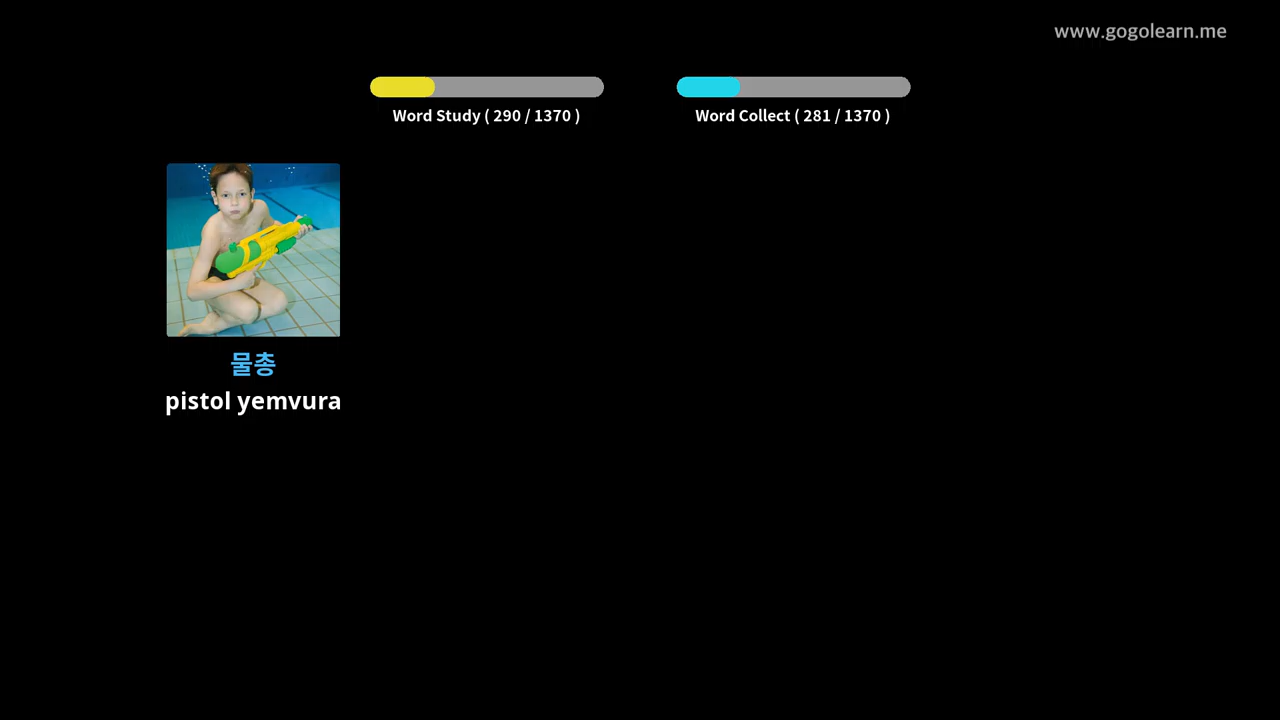 www.gogolearn.me
Word Study ( 290 / 1370 )
Word Collect ( 281 / 1370 )
물총
pistol yemvura